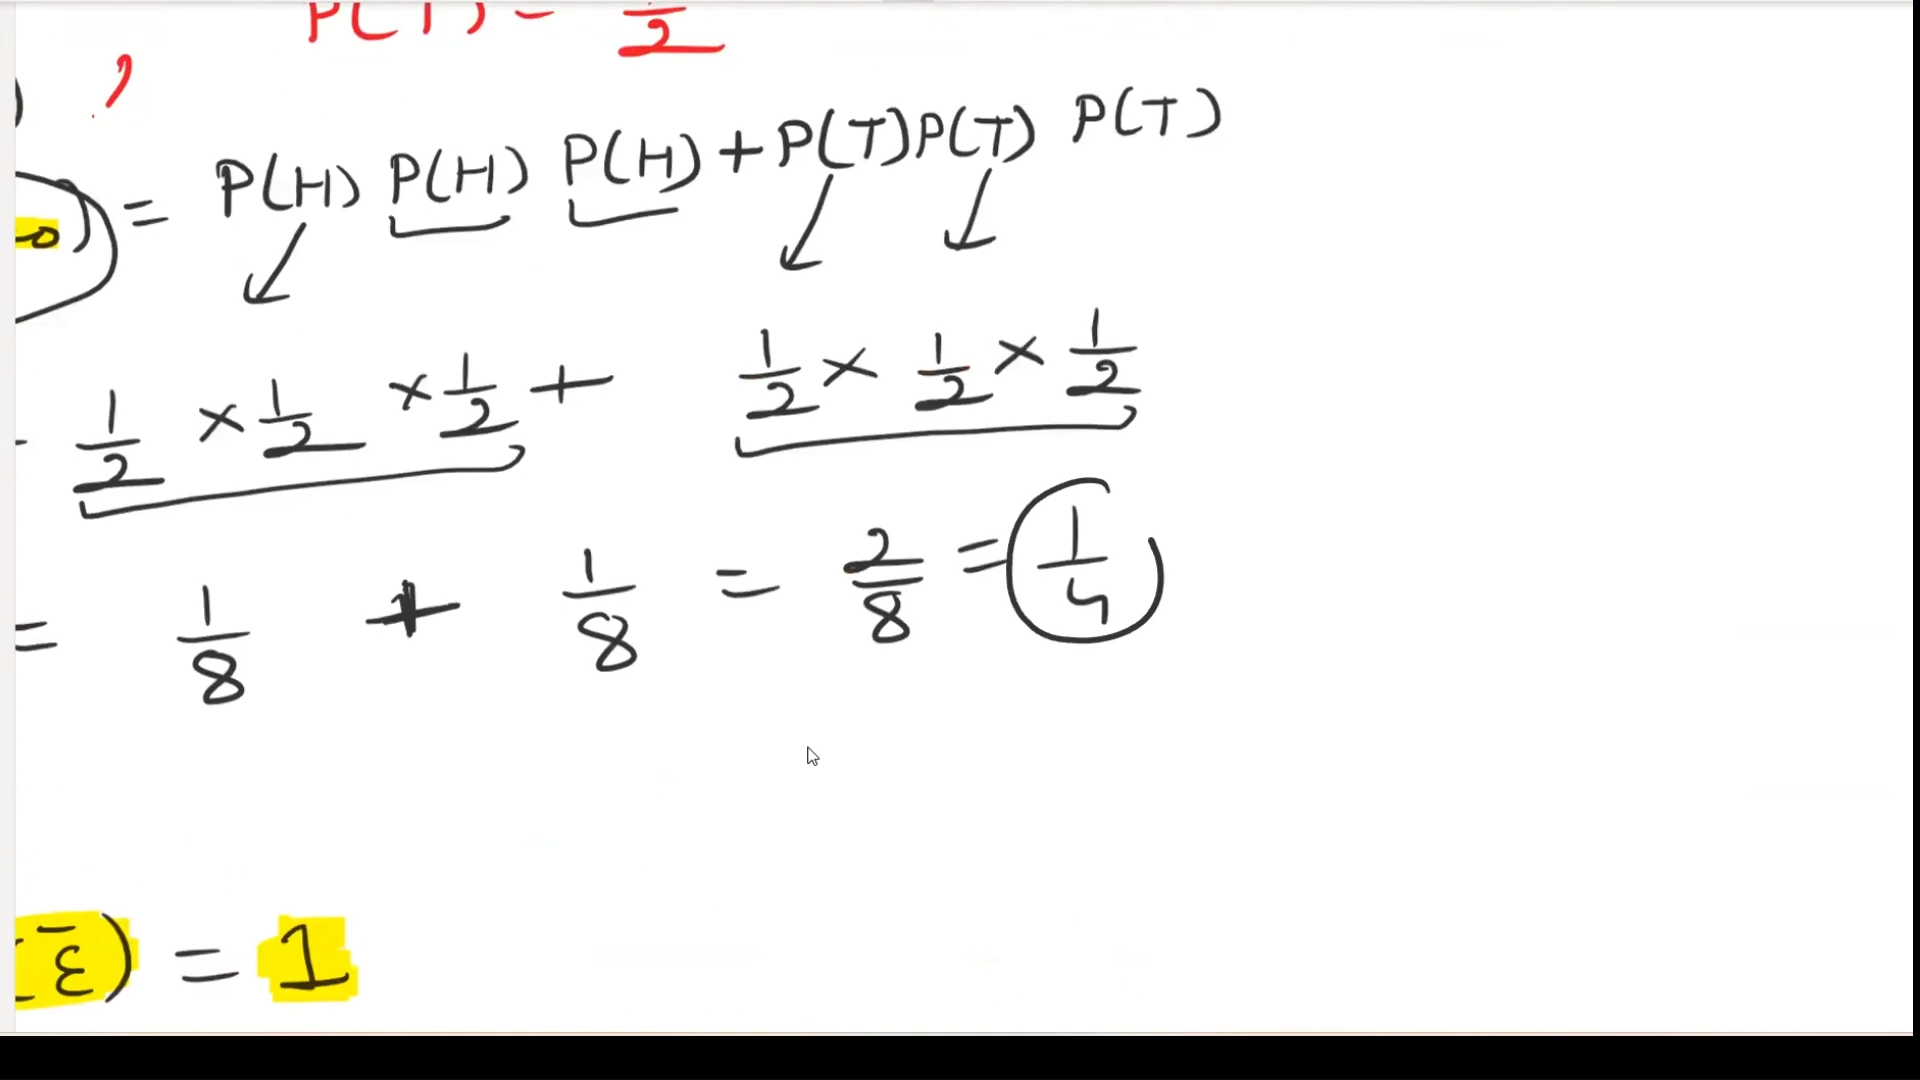 P(T) = 1/2
,
) = P(H) P(H) P(H) + P(T) P(T) P(T)
= 1/2 × 1/2 × 1/2 + 1/2 × 1/2 × 1/2
= 1/8 + 1/8 = 2/8 = 1/4
(Ē) = 1